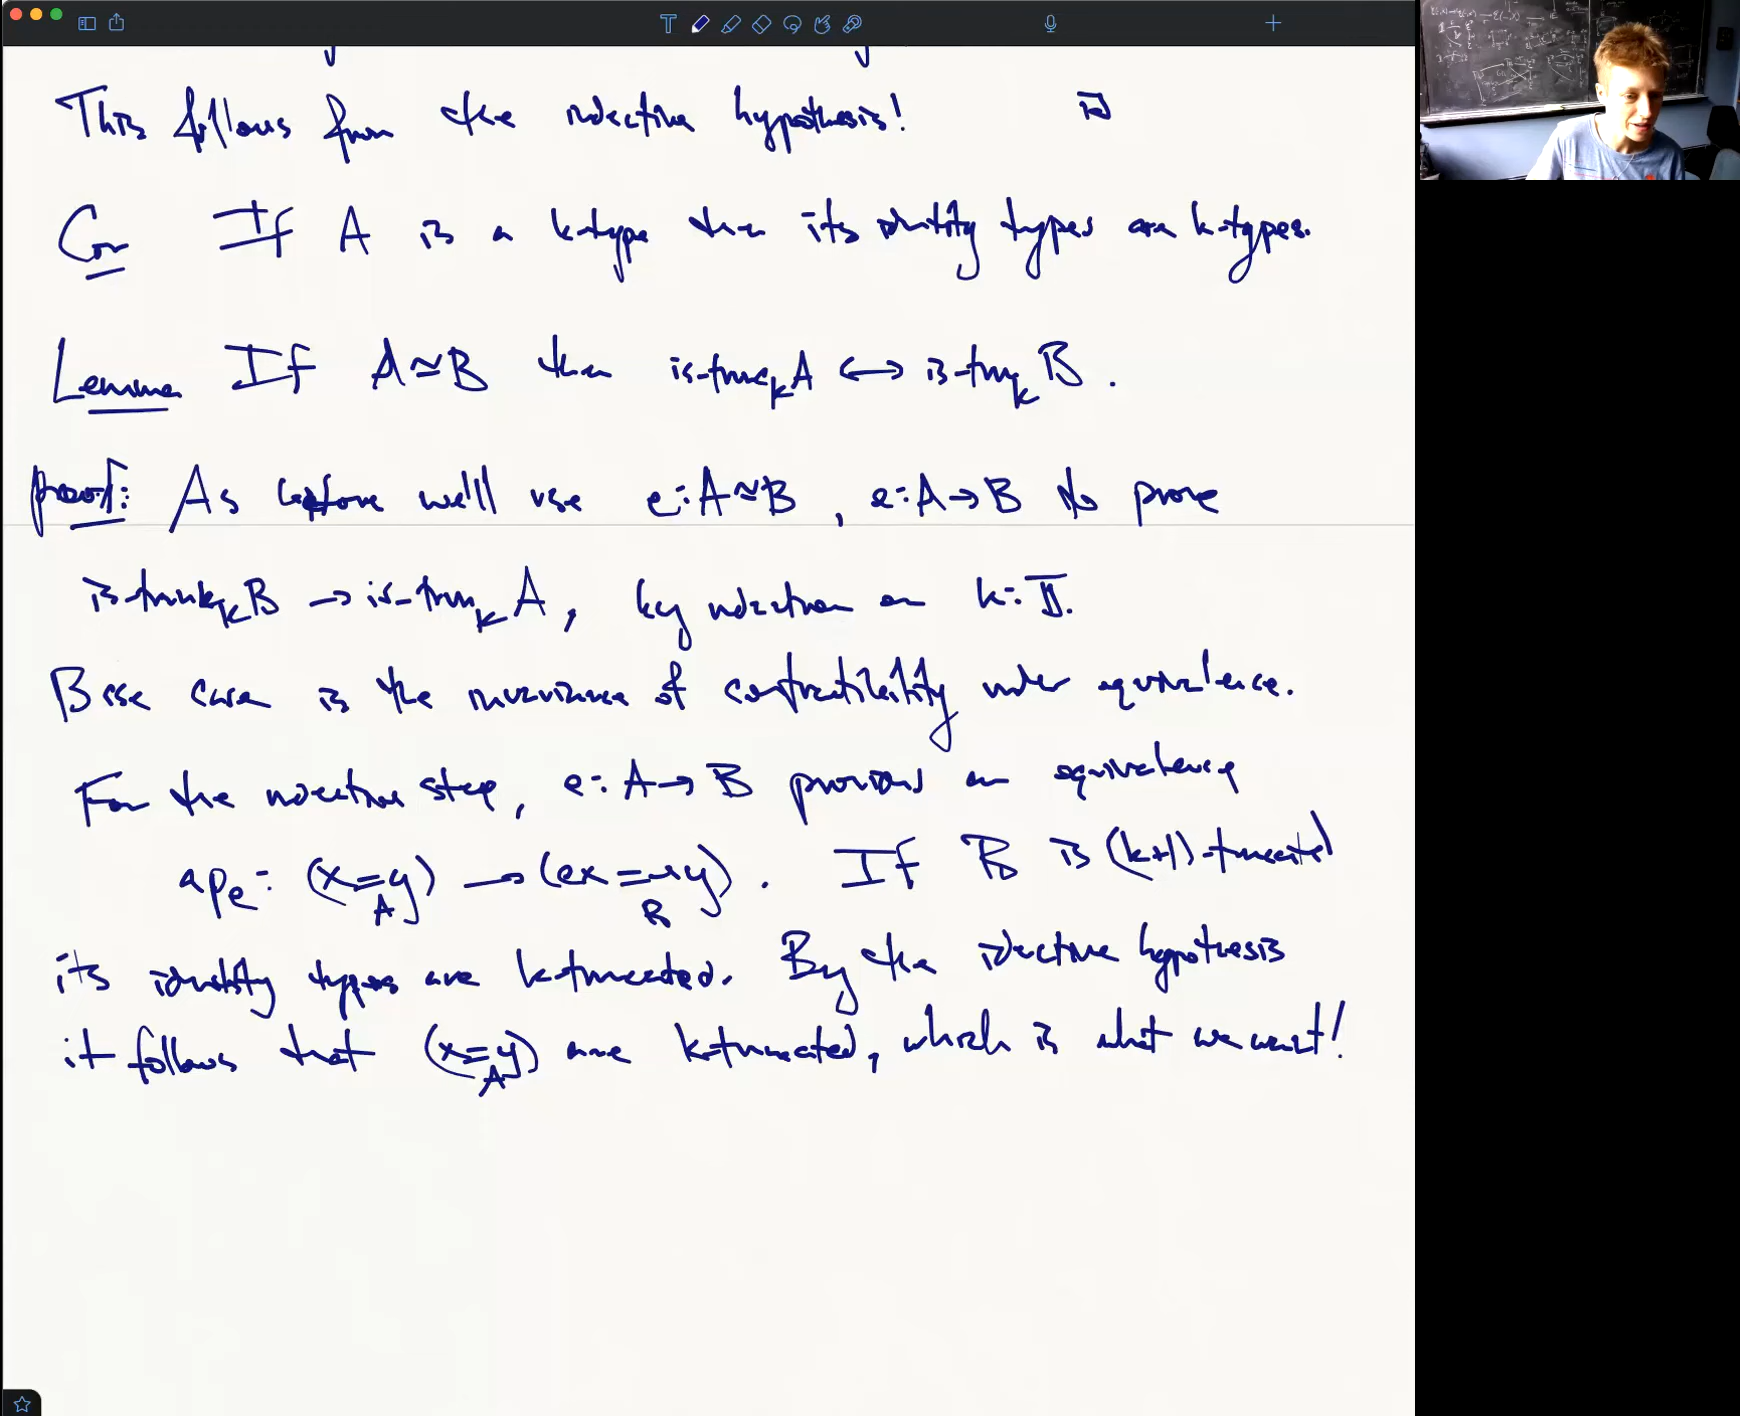 This follows from the inductive hypothesis!
Cor If A is a k-type then its identity types are k-types.
Lemma If A ≃ B then is-trunc_k A ↔ is-trunc_k B.
proof: As before we'll use e : A ≃ B, e : A → B to prove
is-trunc_k B → is-trunc_k A, by induction on k : 𝕋.
Base case is the invariance of contractibility under equivalence.
For the inductive step, e : A → B provides an equivalence
ap_e : (x =_A y) → (ex =_B ey). If B is (k+1)-truncated
its identity types are k-truncated. By the inductive hypothesis
it follows that (x =_A y) are k-truncated, which is what we want!